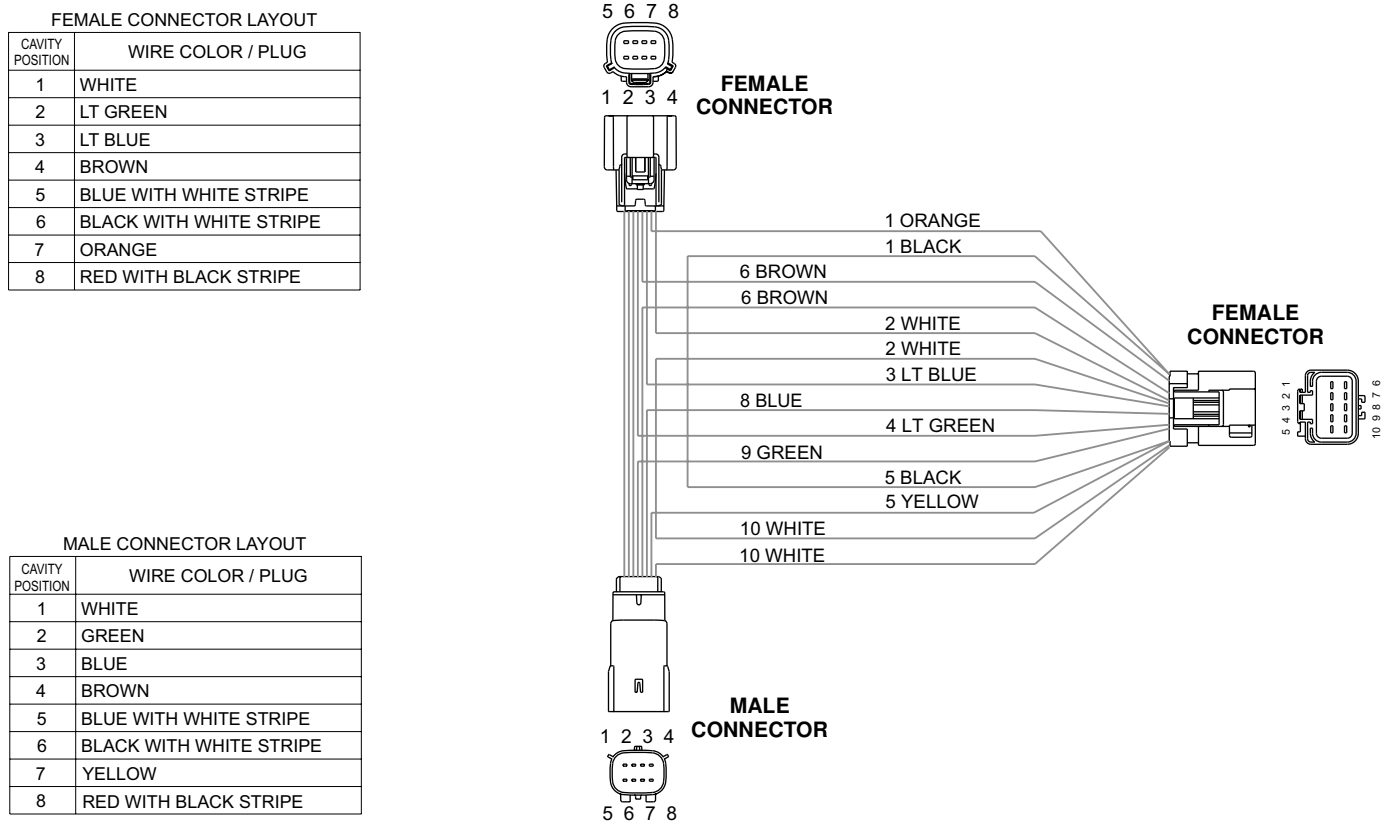 FEMALE CONNECTOR LAYOUT
CAVITY POSITION WIRE COLOR / PLUG
1 WHITE
2 LT GREEN
3 LT BLUE
4 BROWN
5 BLUE WITH WHITE STRIPE
6 BLACK WITH WHITE STRIPE
7 ORANGE
8 RED WITH BLACK STRIPE
MALE CONNECTOR LAYOUT
CAVITY POSITION WIRE COLOR / PLUG
1 WHITE
2 GREEN
3 BLUE
4 BROWN
5 BLUE WITH WHITE STRIPE
6 BLACK WITH WHITE STRIPE
7 YELLOW
8 RED WITH BLACK STRIPE
5 6 7 8
1 2 3 4
FEMALE
CONNECTOR
1 ORANGE
1 BLACK
6 BROWN
6 BROWN
2 WHITE
2 WHITE
3 LT BLUE
8 BLUE
4 LT GREEN
9 GREEN
5 BLACK
5 YELLOW
10 WHITE
10 WHITE
FEMALE
CONNECTOR
5 4 3 2 1
10 9 8 7 6
MALE
CONNECTOR
1 2 3 4
5 6 7 8